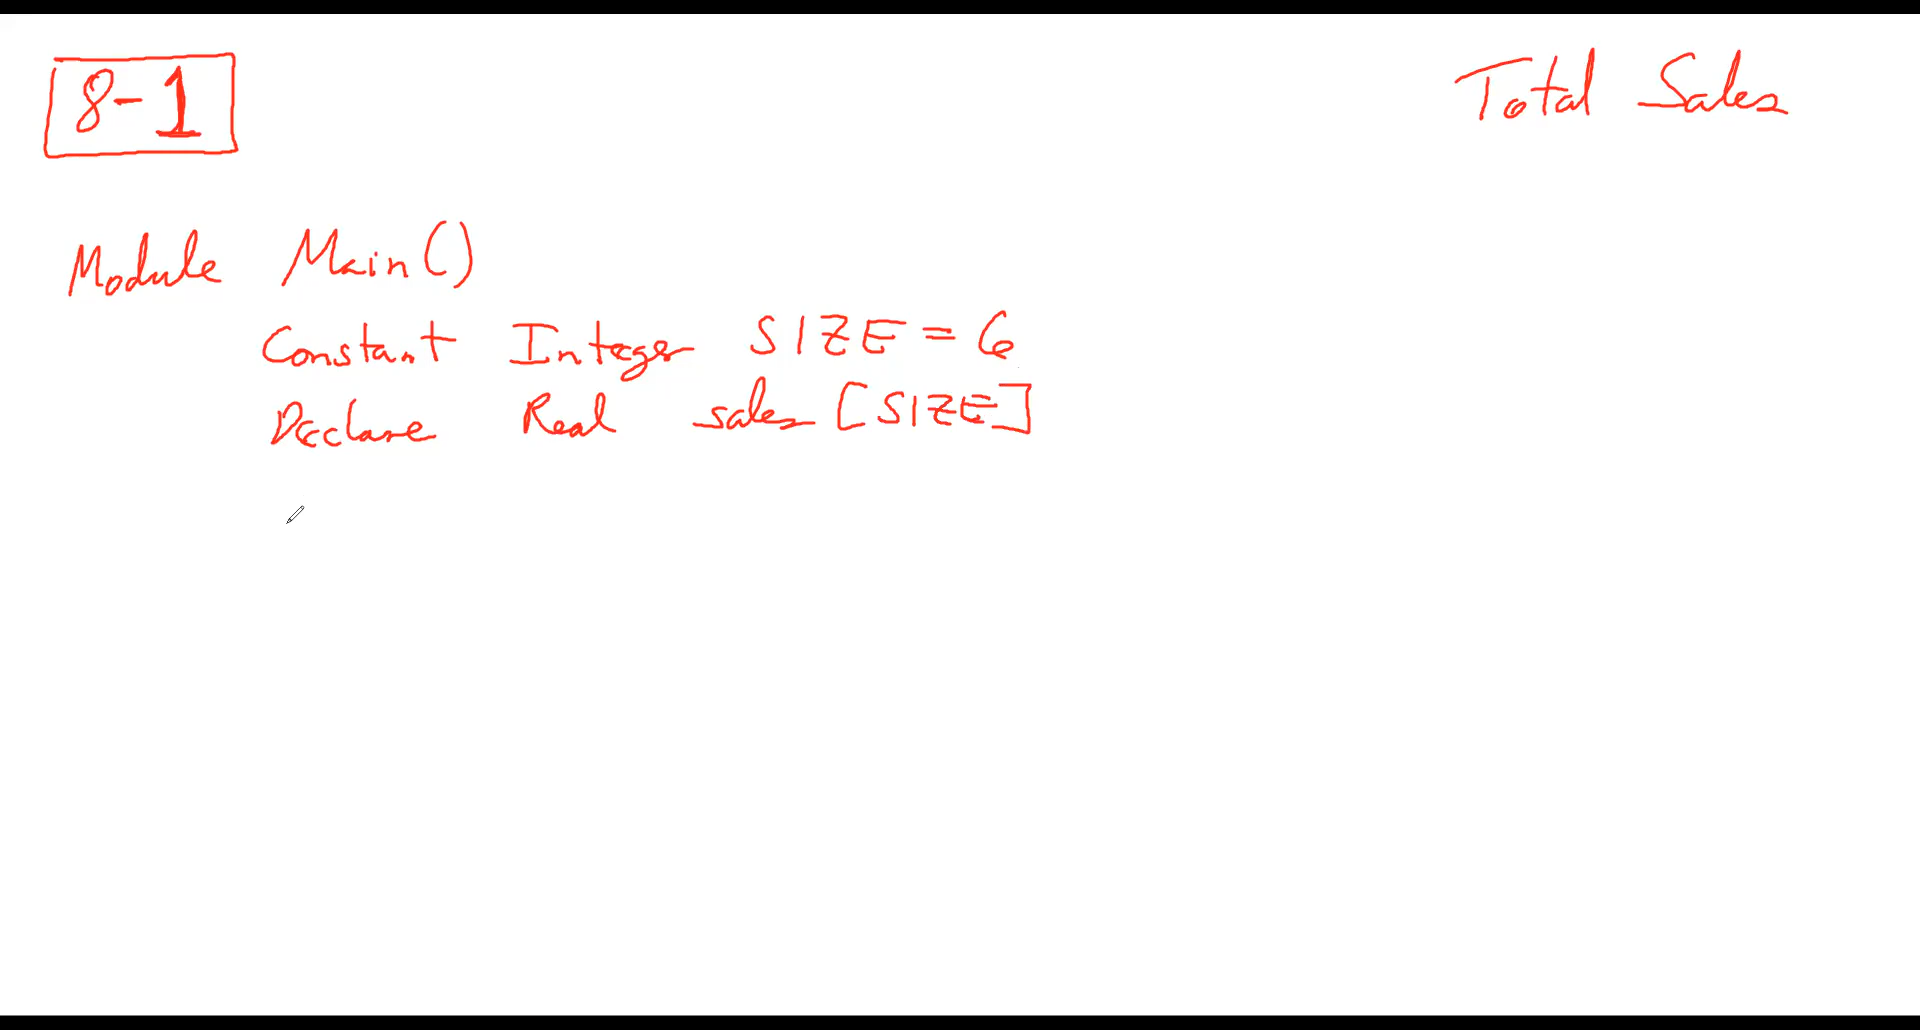 8-1
Total Sales
Module Main()
Constant Integer SIZE = 6
Declare Real sales [SIZE]